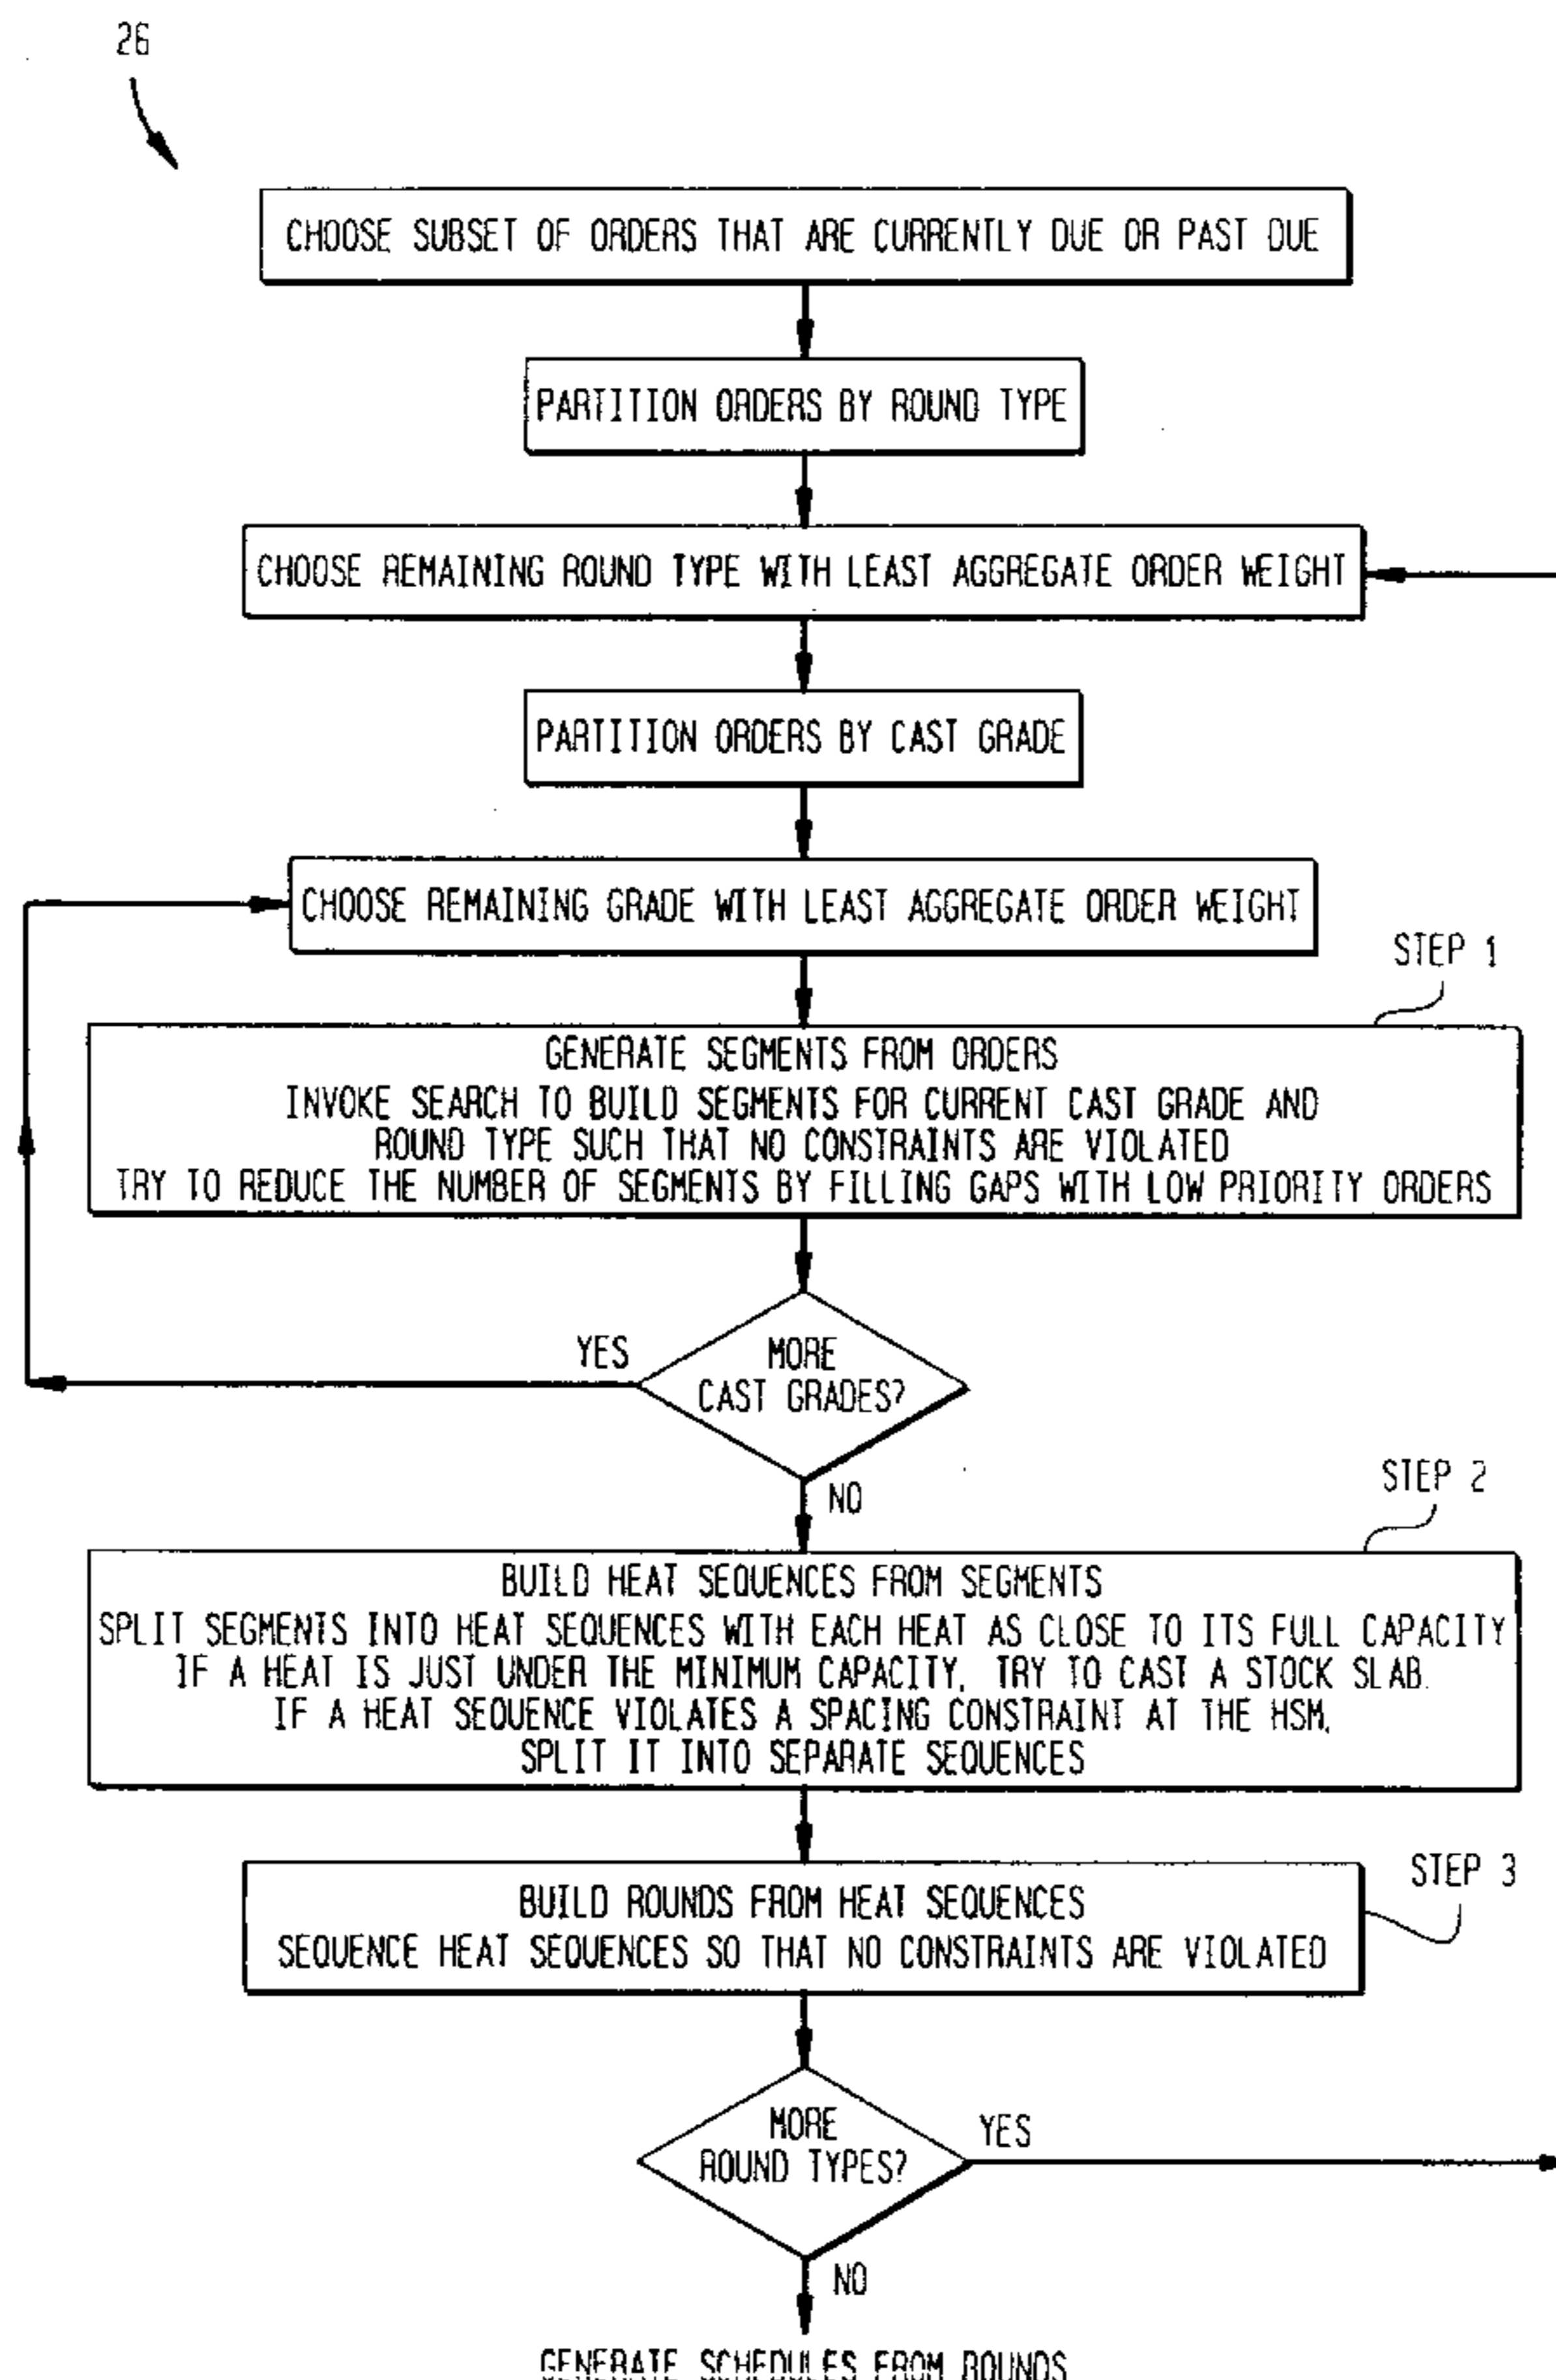 26
CHOOSE SUBSET OF ORDERS THAT ARE CURRENTLY DUE OR PAST DUE
PARTITION ORDERS BY ROUND TYPE
CHOOSE REMAINING ROUND TYPE WITH LEAST AGGREGATE ORDER WEIGHT
PARTITION ORDERS BY CAST GRADE
CHOOSE REMAINING GRADE WITH LEAST AGGREGATE ORDER WEIGHT
STEP 1
GENERATE SEGMENTS FROM ORDERS
INVOKE SEARCH TO BUILD SEGMENTS FOR CURRENT CAST GRADE AND
ROUND TYPE SUCH THAT NO CONSTRAINTS ARE VIOLATED
TRY TO REDUCE THE NUMBER OF SEGMENTS BY FILLING GAPS WITH LOW PRIORITY ORDERS
YES
MORE
CAST GRADES?
NO
STEP 2
BUILD HEAT SEQUENCES FROM SEGMENTS
SPLIT SEGMENTS INTO HEAT SEQUENCES WITH EACH HEAT AS CLOSE TO ITS FULL CAPACITY
IF A HEAT IS JUST UNDER THE MINIMUM CAPACITY, TRY TO CAST A STOCK SLAB.
IF A HEAT SEQUENCE VIOLATES A SPACING CONSTRAINT AT THE HSM,
SPLIT IT INTO SEPARATE SEQUENCES
STEP 3
BUILD ROUNDS FROM HEAT SEQUENCES
SEQUENCE HEAT SEQUENCES SO THAT NO CONSTRAINTS ARE VIOLATED
MORE
ROUND TYPES?
YES
NO
GENERATE SCHEDULES FROM ROUNDS